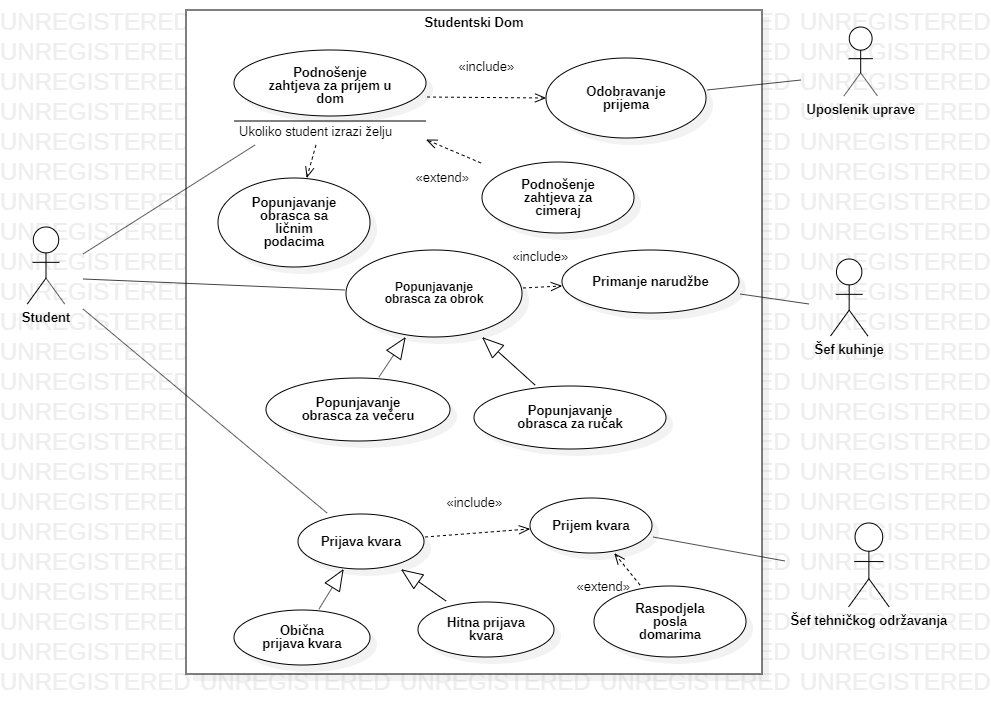 Studentski Dom
Podnošenje
zahtjeva za prijem u
dom
«include»
Odobravanje
prijema
Uposlenik uprave
Ukoliko student izrazi želju
«extend»
Podnošenje
zahtjeva za
cimeraj
Popunjavanje
obrasca sa
ličnim
podacima
Student
Popunjavanje
obrasca za obrok
«include»
Primanje narudžbe
Šef kuhinje
Popunjavanje
obrasca za večeru
Popunjavanje
obrasca za ručak
Prijava kvara
«include»
Prijem kvara
Šef tehničkog održavanja
«extend»
Obična
prijava kvara
Hitna prijava
kvara
Raspodjela
posla
domarima
UNREGISTERED UNREGISTERED UNREGISTERED UNREGISTERED UNREGISTERED